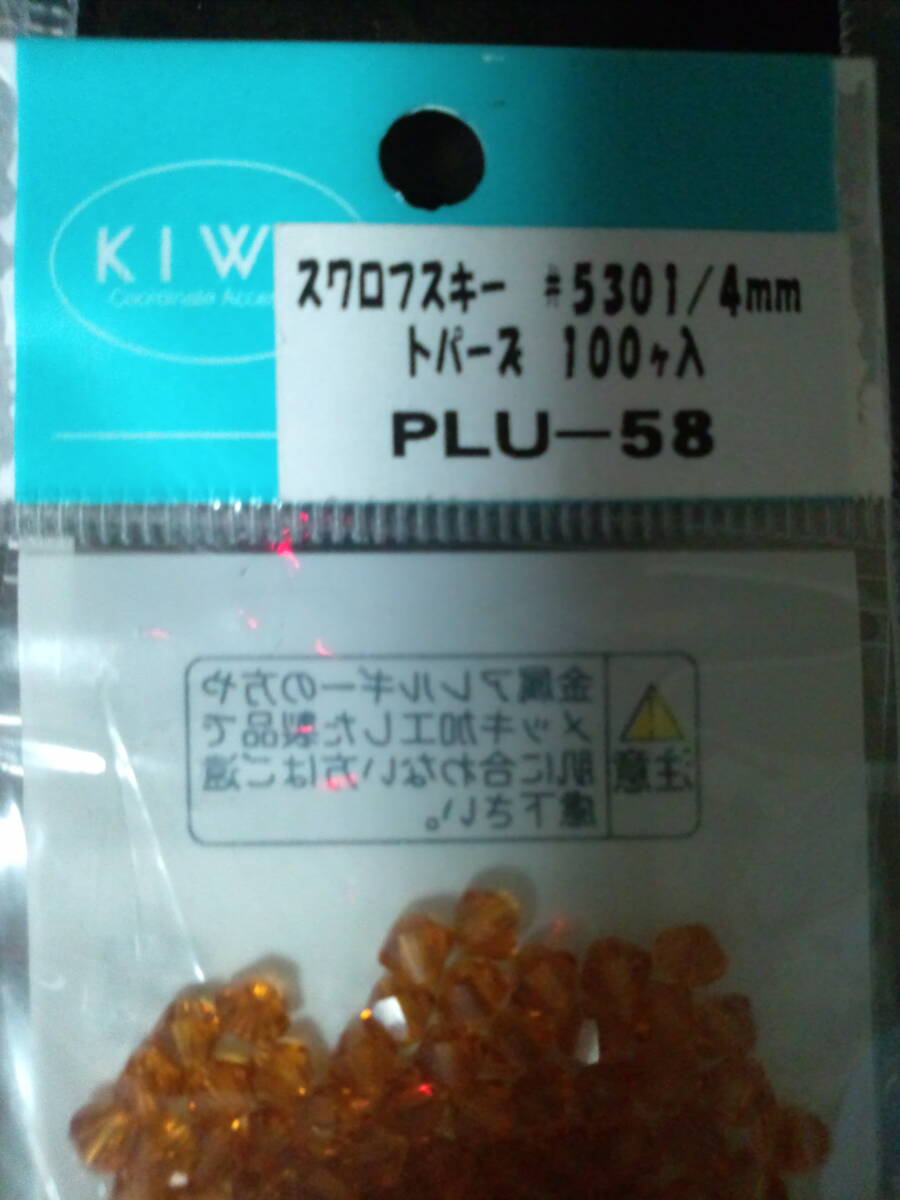 KIW
Coordinate Acce
スワロフスキー #5301/4mm
トパーズ 100ヶ入
PLU-58
注意
金属アレルギーの方や
メッキ加工した製品で
肌に合わない方はご遠
慮下さい。